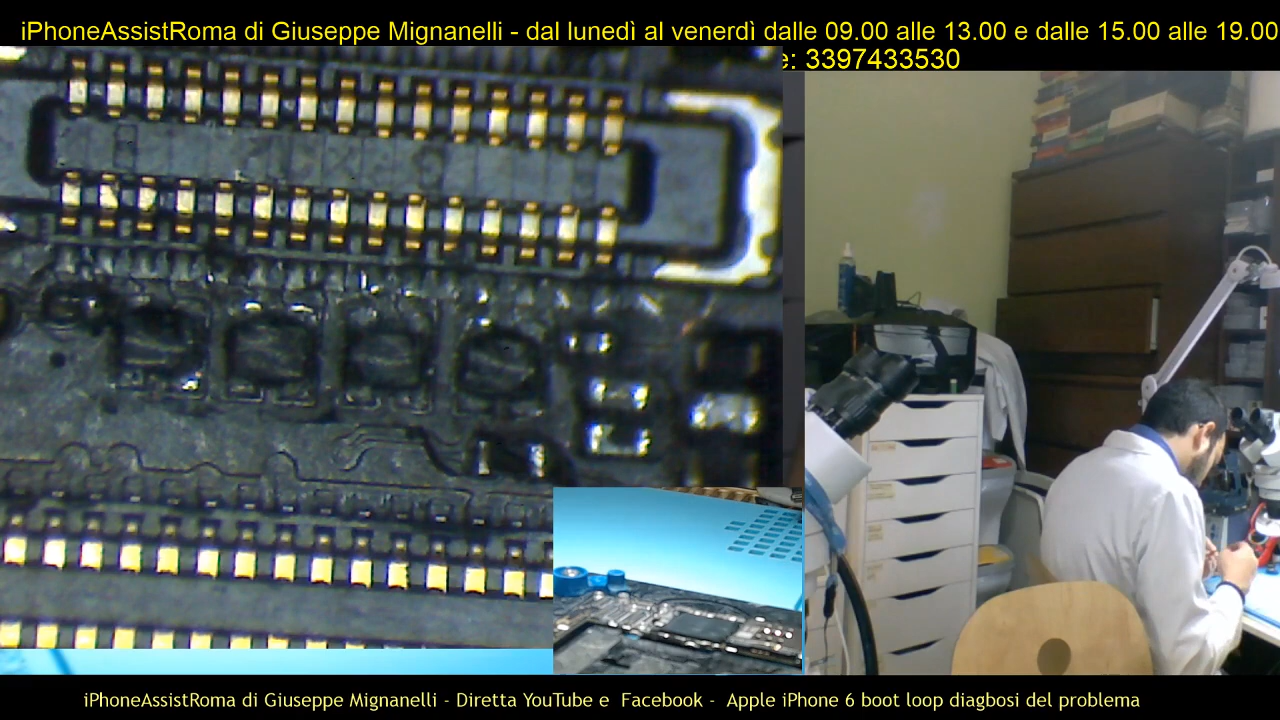 iPhoneAssistRoma di Giuseppe Mignanelli - dal lunedì al venerdì dalle 09.00 alle 13.00 e dalle 15.00 alle 19.00
: 3397433530
iPhoneAssistRoma di Giuseppe Mignanelli - Diretta YouTube e Facebook - Apple iPhone 6 boot loop diagbosi del problema